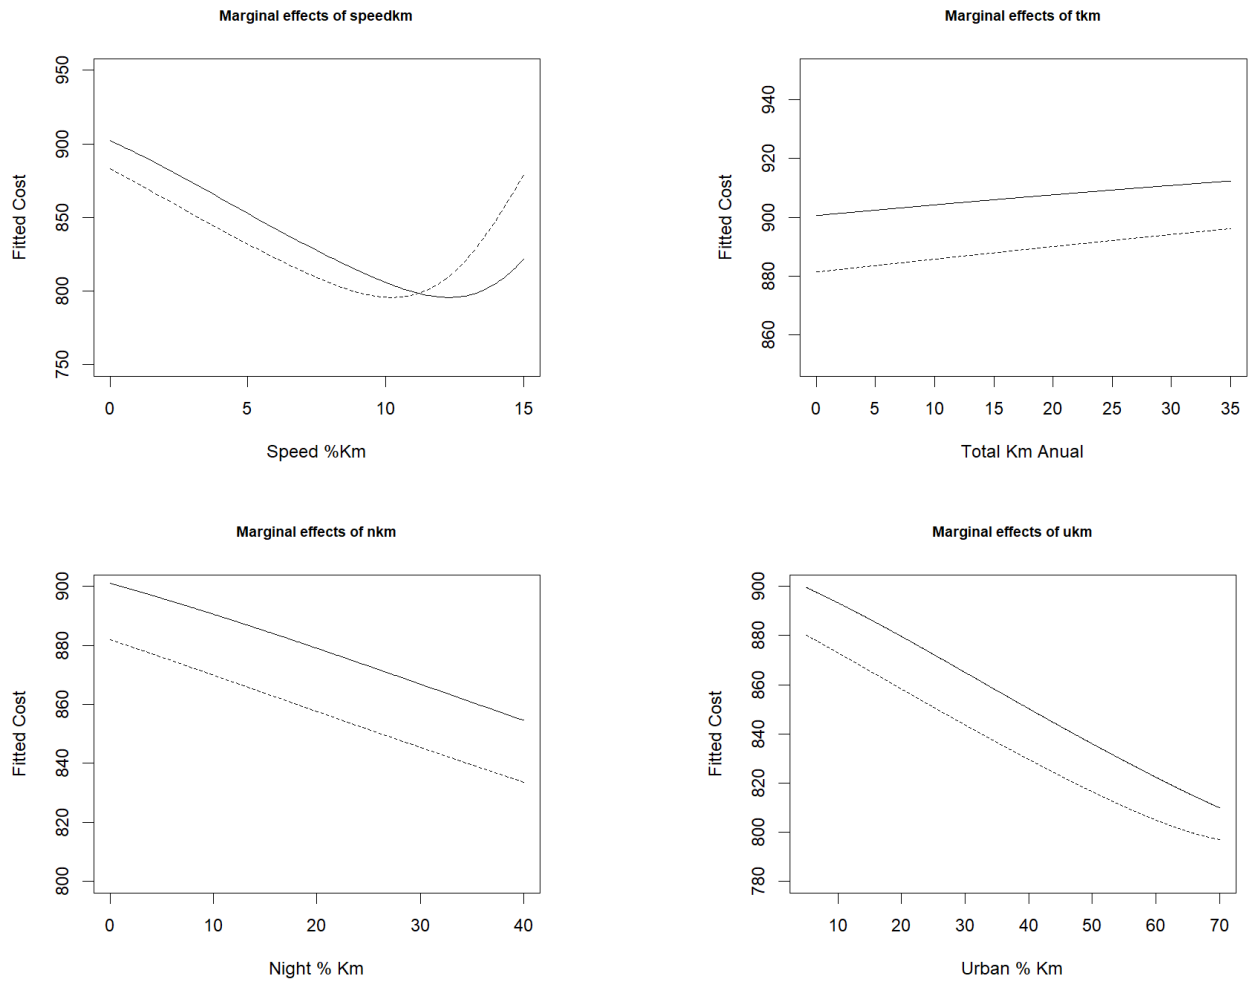 Marginal effects of speedkm
Fitted Cost
950
900
850
800
750
0 5 10 15
Speed %Km
Marginal effects of tkm
Fitted Cost
940
920
900
880
860
0 5 10 15 20 25 30 35
Total Km Anual
Marginal effects of nkm
Fitted Cost
900
880
860
840
820
800
0 10 20 30 40
Night % Km
Marginal effects of ukm
Fitted Cost
900
880
860
840
820
800
780
10 20 30 40 50 60 70
Urban % Km